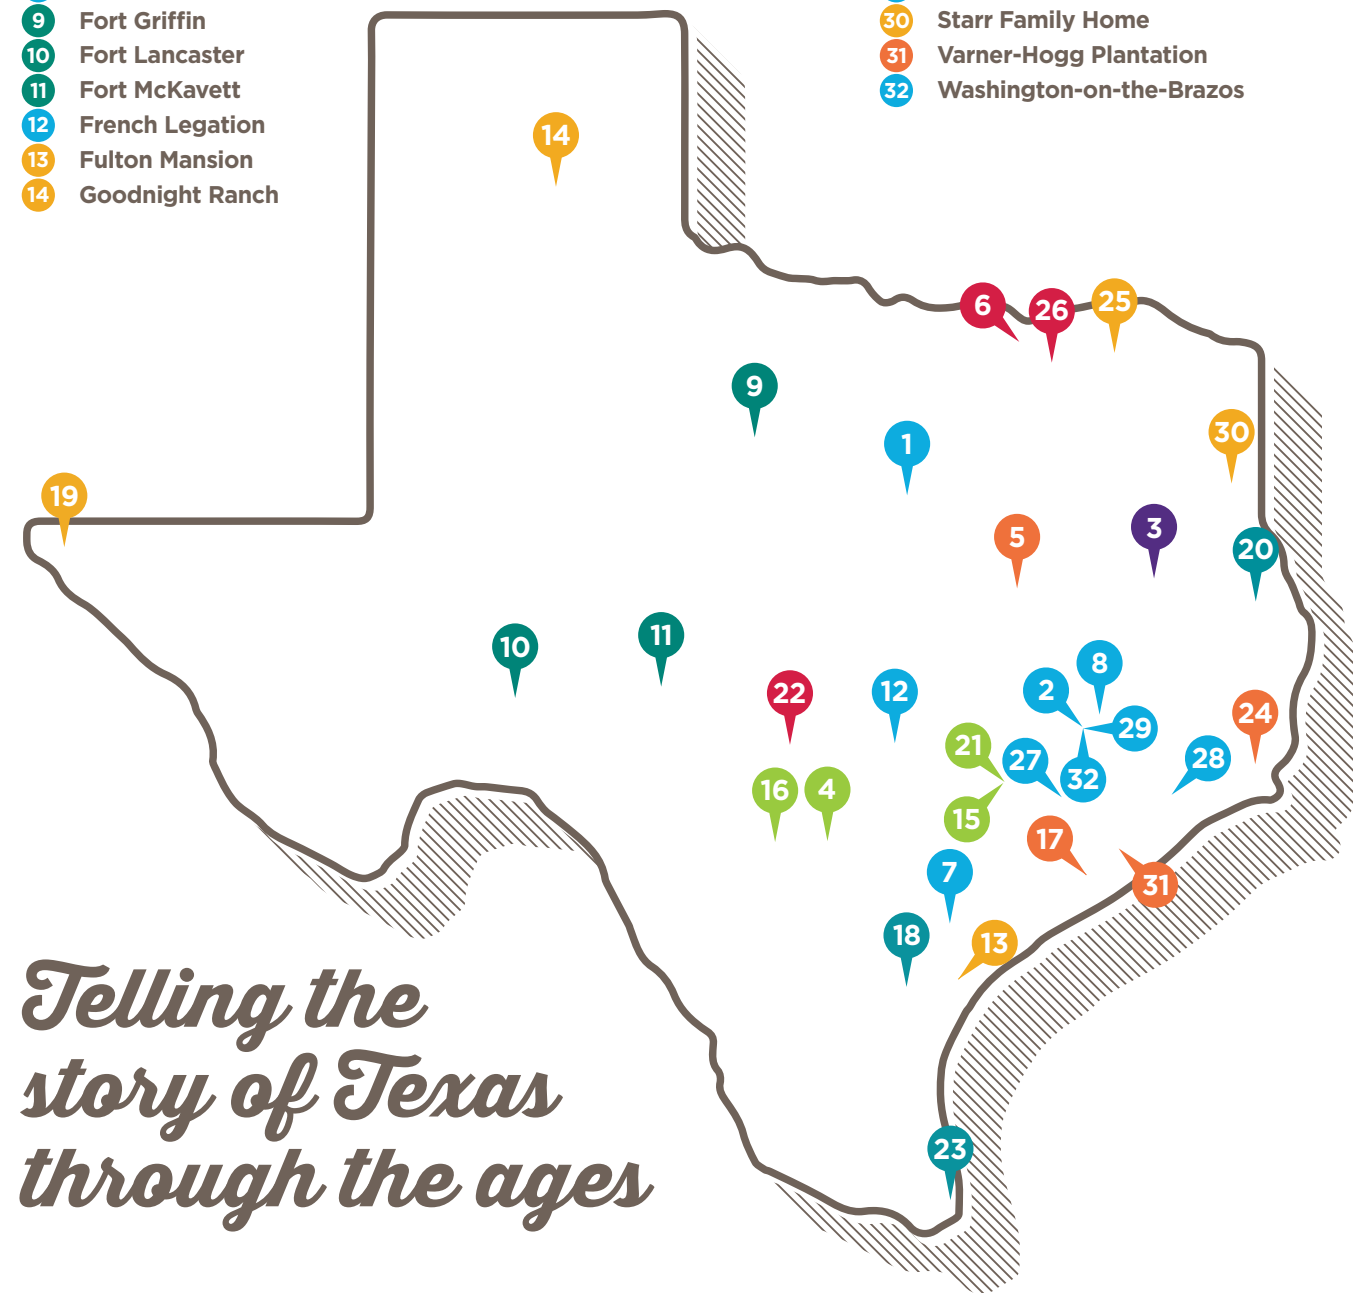 9 Fort Griffin
10 Fort Lancaster
11 Fort McKavett
12 French Legation
13 Fulton Mansion
14 Goodnight Ranch
30 Starr Family Home
31 Varner-Hogg Plantation
32 Washington-on-the-Brazos
14
6
26
25
9
1
30
19
5
3
20
10
11
22
12
8
2
29
24
21
27
28
32
16
4
15
17
7
31
18
13
23
Telling the
story of Texas
through the ages